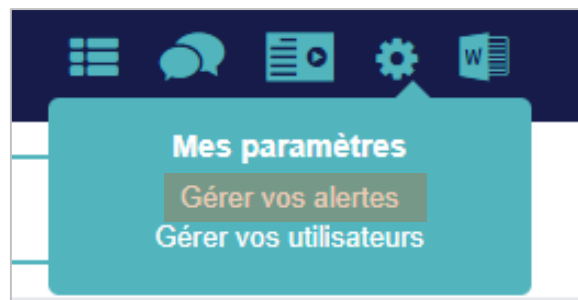 W
Mes paramètres
Gérer vos alertes
Gérer vos utilisateurs